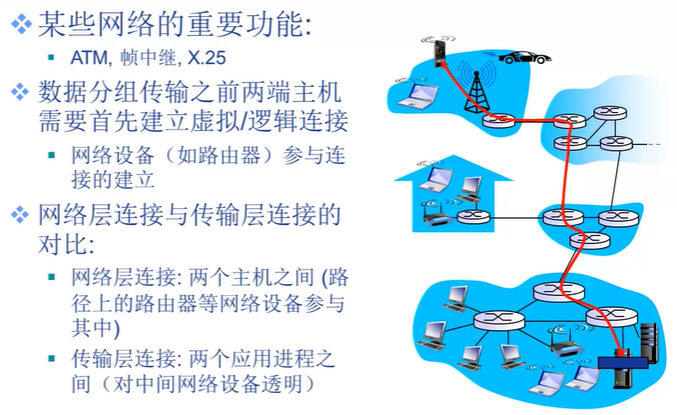 某些网络的重要功能:
ATM, 帧中继, X.25
数据分组传输之前两端主机
需要首先建立虚拟/逻辑连接
网络设备（如路由器）参与连
接的建立
网络层连接与传输层连接的
对比:
网络层连接: 两个主机之间 (路
径上的路由器等网络设备参与
其中)
传输层连接: 两个应用进程之
间（对中间网络设备透明）